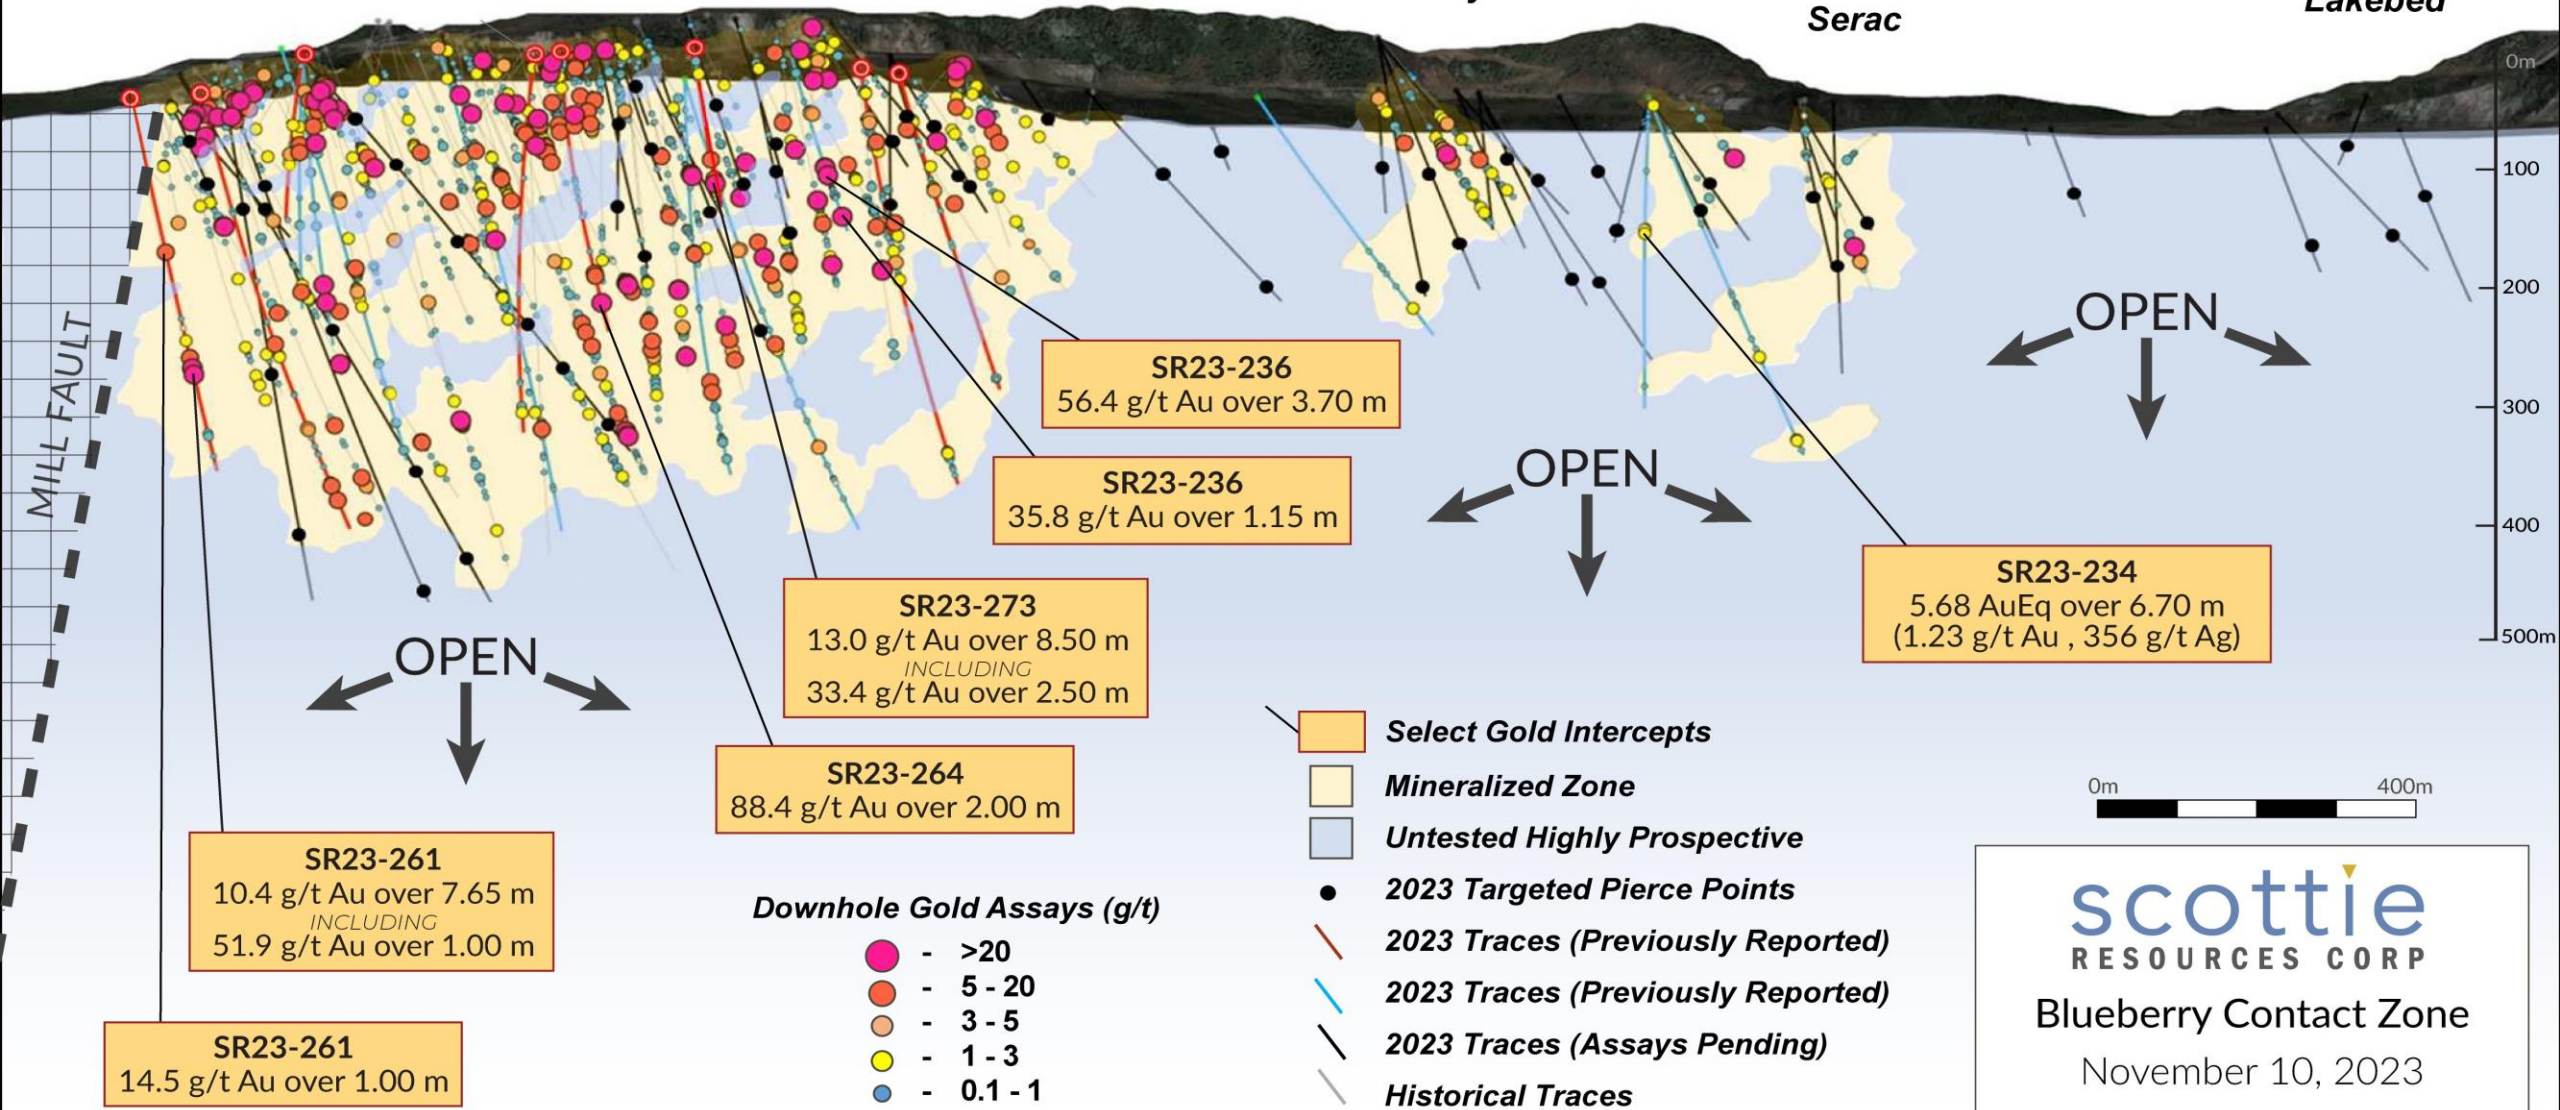 Serac
Lakebed
0m
100
200
300
400
500m
MILL FAULT
OPEN
OPEN
OPEN
SR23-236
56.4 g/t Au over 3.70 m
SR23-236
35.8 g/t Au over 1.15 m
SR23-273
13.0 g/t Au over 8.50 m
INCLUDING
33.4 g/t Au over 2.50 m
SR23-234
5.68 AuEq over 6.70 m
(1.23 g/t Au , 356 g/t Ag)
SR23-264
88.4 g/t Au over 2.00 m
SR23-261
10.4 g/t Au over 7.65 m
INCLUDING
51.9 g/t Au over 1.00 m
SR23-261
14.5 g/t Au over 1.00 m
Downhole Gold Assays (g/t)
- >20
- 5 - 20
- 3 - 5
- 1 - 3
- 0.1 - 1
Select Gold Intercepts
Mineralized Zone
Untested Highly Prospective
2023 Targeted Pierce Points
2023 Traces (Previously Reported)
2023 Traces (Previously Reported)
2023 Traces (Assays Pending)
Historical Traces
0m 400m
scottie
RESOURCES CORP
Blueberry Contact Zone
November 10, 2023